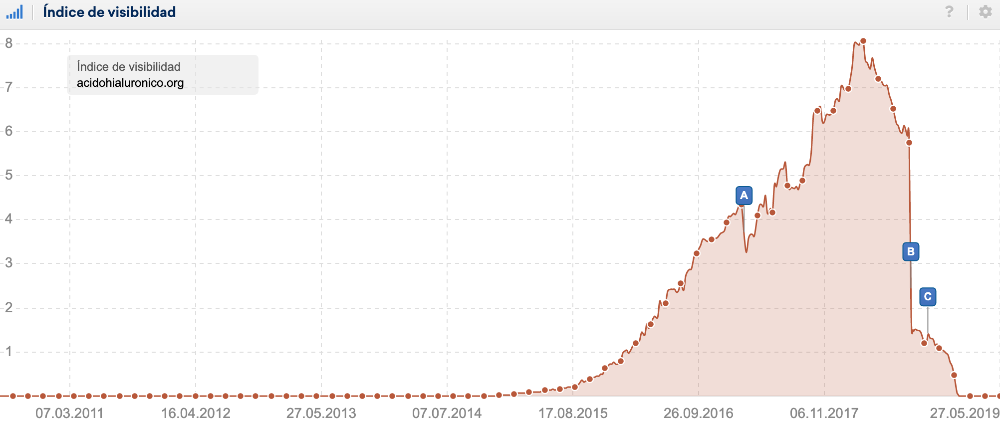 Índice de visibilidad
?
8
Índice de visibilidad
acidohialuronico.org
7
6
5
A
4
B
3
C
2
1
07.03.2011 16.04.2012 27.05.2013 07.07.2014 17.08.2015 26.09.2016 06.11.2017 27.05.2019